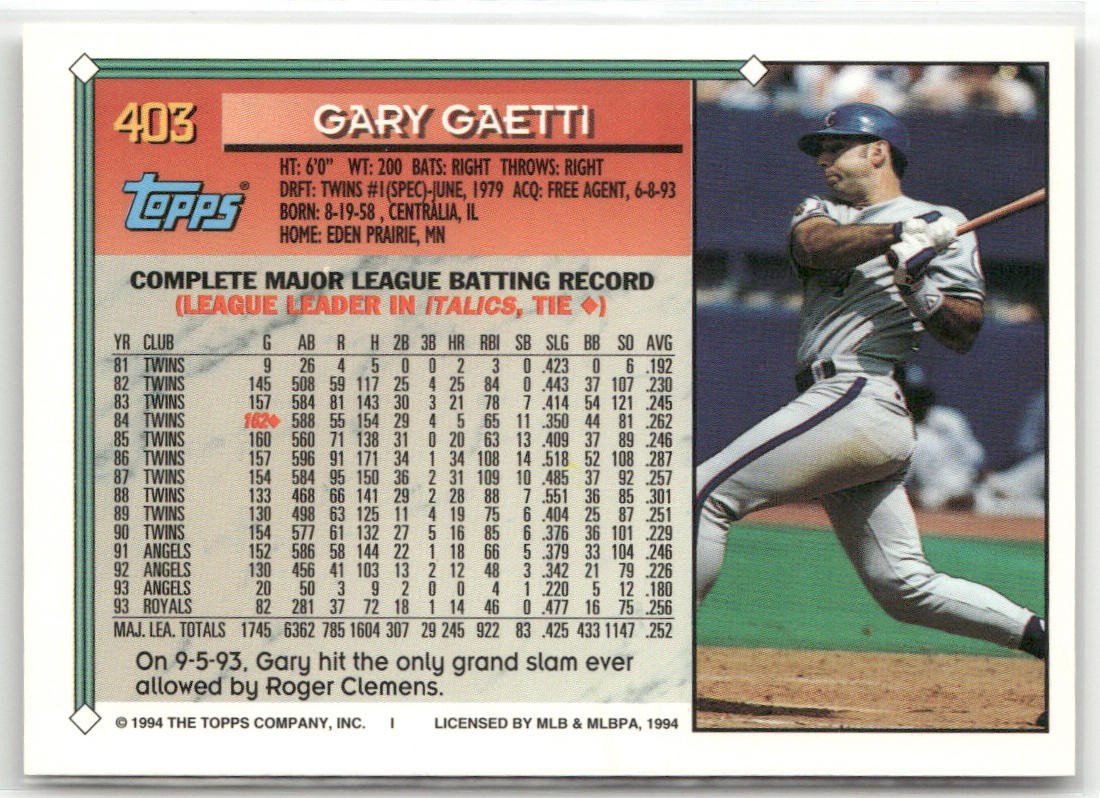 403
GARY GAETTI
Topps®
HT: 6'0" WT: 200 BATS: RIGHT THROWS: RIGHT
DRFT: TWINS #1(SPEC)-JUNE, 1979 ACQ: FREE AGENT, 6-8-93
BORN: 8-19-58 , CENTRALIA, IL
HOME: EDEN PRAIRIE, MN
COMPLETE MAJOR LEAGUE BATTING RECORD
(LEAGUE LEADER IN ITALICS, TIE ◆)
YR CLUB G AB R H 2B 3B HR RBI SB SLG BB SO AVG
81 TWINS 9 26 4 5 0 0 2 3 0 .423 0 6 .192
82 TWINS 145 508 59 117 25 4 25 84 0 .443 37 107 .230
83 TWINS 157 584 81 143 30 3 21 78 7 .414 54 121 .245
84 TWINS 162◆ 588 55 154 29 4 5 65 11 .350 44 81 .262
85 TWINS 160 560 71 138 31 0 20 63 13 .409 37 89 .246
86 TWINS 157 596 91 171 34 1 34 108 14 .518 52 108 .287
87 TWINS 154 584 95 150 36 2 31 109 10 .485 37 92 .257
88 TWINS 133 468 66 141 29 2 28 88 7 .551 36 85 .301
89 TWINS 130 498 63 125 11 4 19 75 6 .404 25 87 .251
90 TWINS 154 577 61 132 27 5 16 85 6 .376 36 101 .229
91 ANGELS 152 586 58 144 22 1 18 66 5 .379 33 104 .246
92 ANGELS 130 456 41 103 13 2 12 48 3 .342 21 79 .226
93 ANGELS 20 50 3 9 2 0 0 4 1 .220 5 12 .180
93 ROYALS 82 281 37 72 18 1 14 46 0 .477 16 75 .256
MAJ. LEA. TOTALS 1745 6362 785 1604 307 29 245 922 83 .425 433 1147 .252
On 9-5-93, Gary hit the only grand slam ever
allowed by Roger Clemens.
© 1994 THE TOPPS COMPANY, INC. I LICENSED BY MLB & MLBPA, 1994